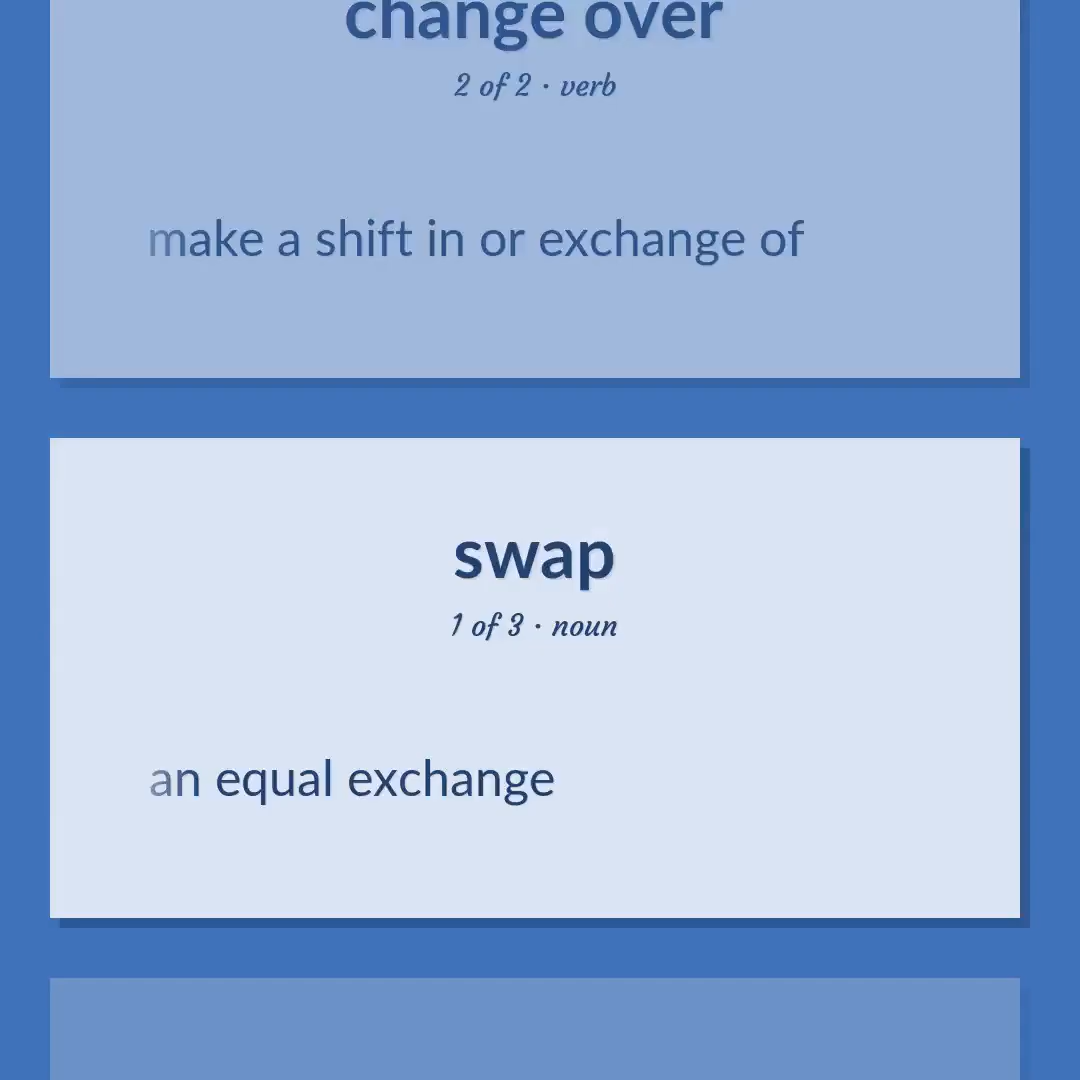 change over
2 of 2 · verb
make a shift in or exchange of
swap
1 of 3 · noun
an equal exchange